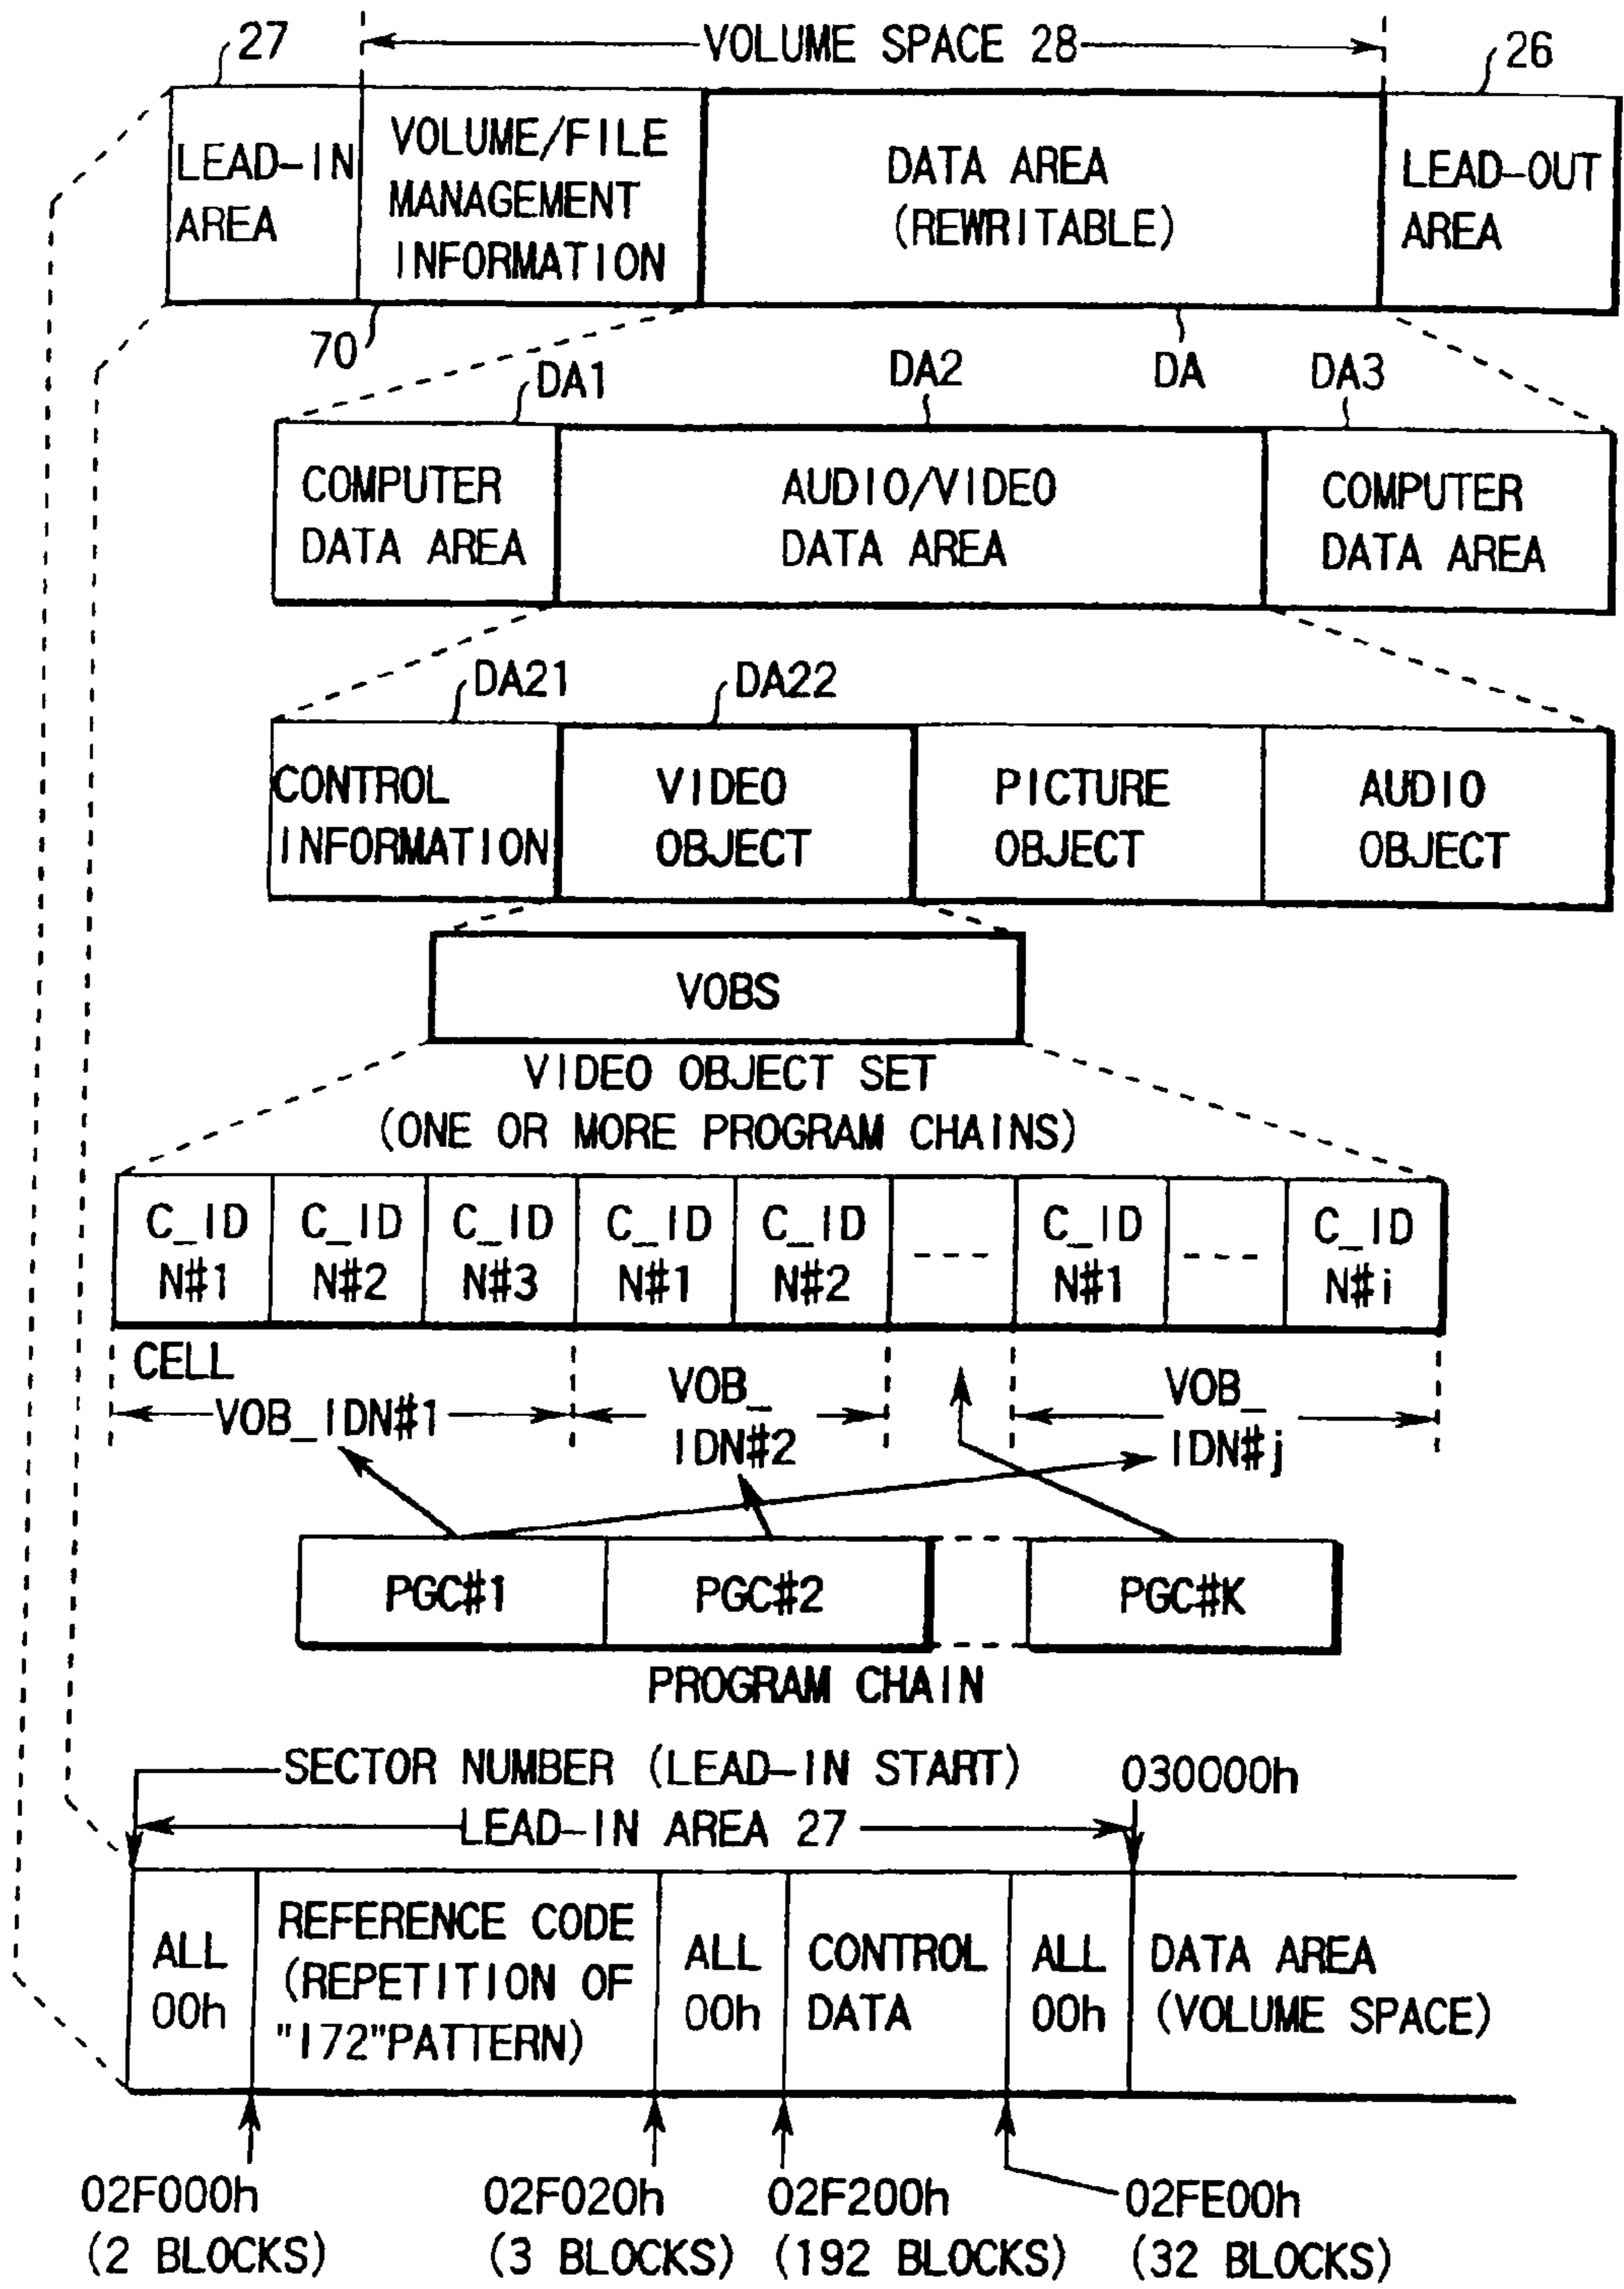 27
VOLUME SPACE 28
26
LEAD-IN
AREA
VOLUME/FILE
MANAGEMENT
INFORMATION
DATA AREA
(REWRITABLE)
LEAD-OUT
AREA
70
DA1
DA2
DA
DA3
COMPUTER
DATA AREA
AUDIO/VIDEO
DATA AREA
COMPUTER
DATA AREA
DA21
DA22
CONTROL
INFORMATION
VIDEO
OBJECT
PICTURE
OBJECT
AUDIO
OBJECT
VOBS
VIDEO OBJECT SET
(ONE OR MORE PROGRAM CHAINS)
C_ID
N#1
C_ID
N#2
C_ID
N#3
C_ID
N#1
C_ID
N#2
---
C_ID
N#1
---
C_ID
N#i
CELL
VOB_IDN#1
VOB_
IDN#2
VOB_
IDN#j
PGC#1
PGC#2
PGC#K
PROGRAM CHAIN
SECTOR NUMBER (LEAD-IN START)
030000h
LEAD-IN AREA 27
ALL
00h
REFERENCE CODE
(REPETITION OF
"172"PATTERN)
ALL
00h
CONTROL
DATA
ALL
00h
DATA AREA
(VOLUME SPACE)
02F000h
(2 BLOCKS)
02F020h
(3 BLOCKS)
02F200h
(192 BLOCKS)
02FE00h
(32 BLOCKS)